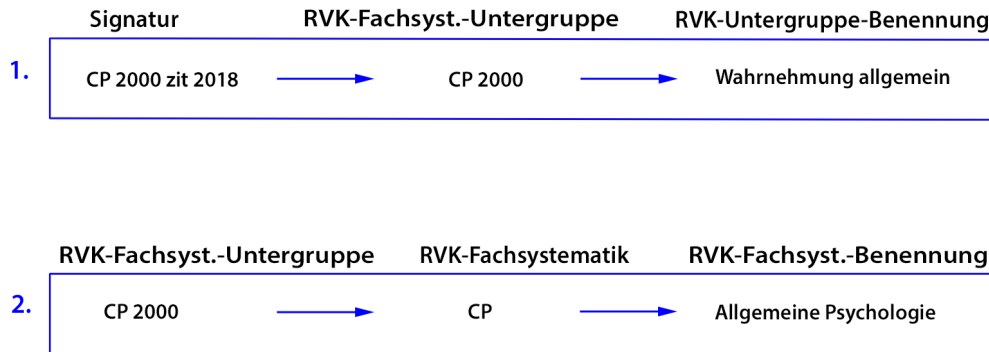 Signatur RVK-Fachsyst.-Untergruppe RVK-Untergruppe-Benennung
1. CP 2000 zit 2018 CP 2000 Wahrnehmung allgemein
RVK-Fachsyst.-Untergruppe RVK-Fachsystematik RVK-Fachsyst.-Benennung
2. CP 2000 CP Allgemeine Psychologie